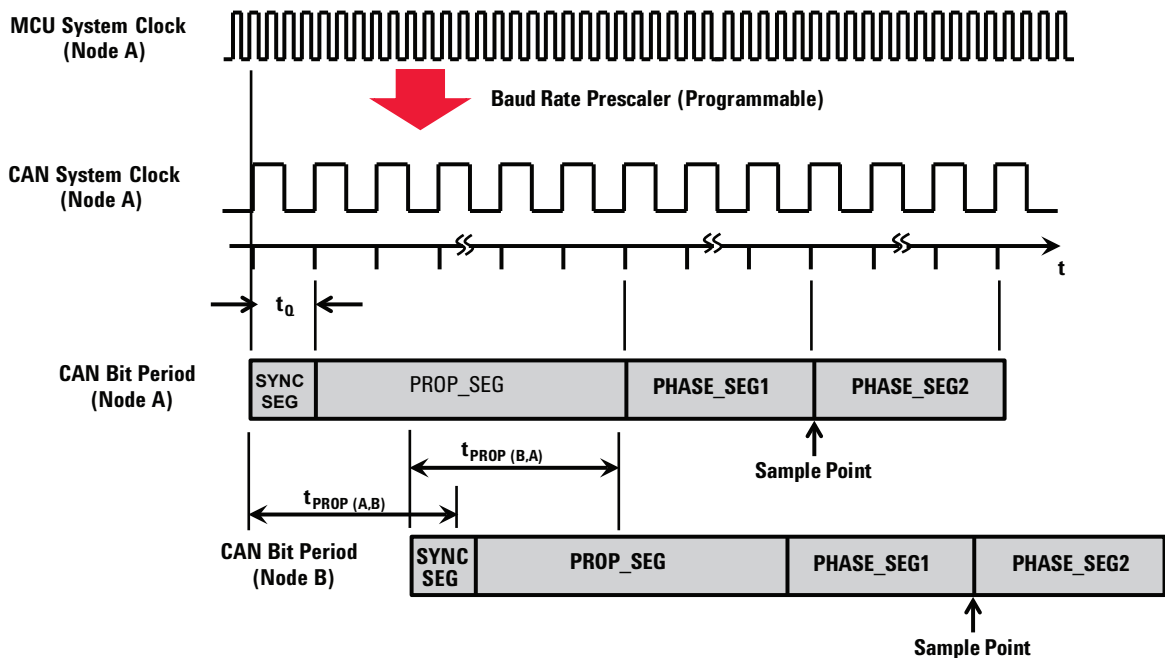 MCU System Clock
(Node A)
Baud Rate Prescaler (Programmable)
CAN System Clock
(Node A)
t
tQ
CAN Bit Period
(Node A)
SYNC
SEG
PROP_SEG
PHASE_SEG1
PHASE_SEG2
tPROP (B,A)
Sample Point
tPROP (A,B)
CAN Bit Period
(Node B)
SYNC
SEG
PROP_SEG
PHASE_SEG1
PHASE_SEG2
Sample Point